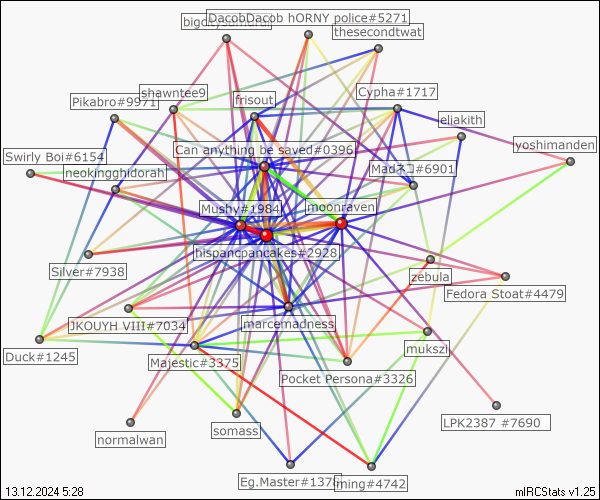 DacobDacob hORNY police#5271
thesecondtwat
shawntee9
frisout
Cypha#1717
Pikabro#9971
eliakith
yoshimanden
Can anything be saved#0396
Swirly Boi#6154
neokingghidorah
Madネコ#6901
Mushy#1984
moonraven
hispancpancakes#2928
Silver#7938
zebula
Fedora Stoat#4479
JKOUYH VIII#7034
marcemadness
Duck#1245
Majestic#3375
mukszi
Pocket Persona#3326
normalwan
somass
LPK2387 #7690
Eg.Master#1378
ming#4742
13.12.2024 5:28
mIRCStats v1.25